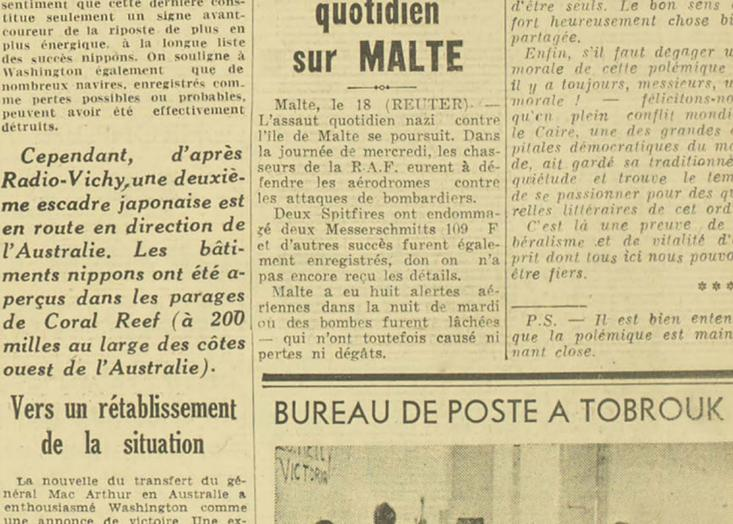 sentiment que cette dernière cons-
titue seulement un signe avant-
coureur de la riposte de plus en
plus énergique, à la longue liste
des succès nippons. On souligne à
Washington également que de
nombreux navires, enregistrés com-
me pertes possibles ou probables,
peuvent avoir été effectivement
détruits.
Cependant, d'après
Radio-Vichy, une deuxiè-
me escadre japonaise est
en route en direction de
l'Australie. Les bâti-
ments nippons ont été a-
perçus dans les parages
de Coral Reef (à 200
milles au large des côtes
ouest de l'Australie).
Vers un rétablissement
de la situation
La nouvelle du transfert du gé-
néral Mac Arthur en Australie a
enthousiasmé Washington comme
une annonce de victoire. Une ex-
quotidien
sur MALTE
Malte, le 18 (REUTER). —
L'assaut quotidien nazi contre
l'île de Malte se poursuit. Dans
la journée de mercredi, les chas-
seurs de la R.A.F. eurent à dé-
fendre les aérodromes contre
les attaques de bombardiers.
Deux Spitfires ont endomma-
gé deux Messerschmitts 109 F
et d'autres succès furent égale-
ment enregistrés, don on n'a
pas encore reçu les détails.
Malte a eu huit alertes aé-
riennes dans la nuit de mardi
ou des bombes furent lâchées
— qui n'ont toutefois causé ni
pertes ni dégâts.
d'être seuls. Le bon sens
fort heureusement chose bi
partagée.
Enfin, s'il faut dégager u
morale de cette polémique
il y a toujours, messieurs, u
morale ! — félicitons-no
qu'en plein conflit mondi
le Caire, une des grandes c
pitales démocratiques du mo
de, ait gardé sa traditionne
quiétude et trouve le tem
de se passionner pour des qu
relles littéraires de cet ord
C'est là une preuve de
béralisme et de vitalité d'
prit dont tous ici nous pouvo
être fiers.
***
P.S. — Il est bien enten
que la polémique est main
nant close.
BUREAU DE POSTE A TOBROUK
VICTORIA